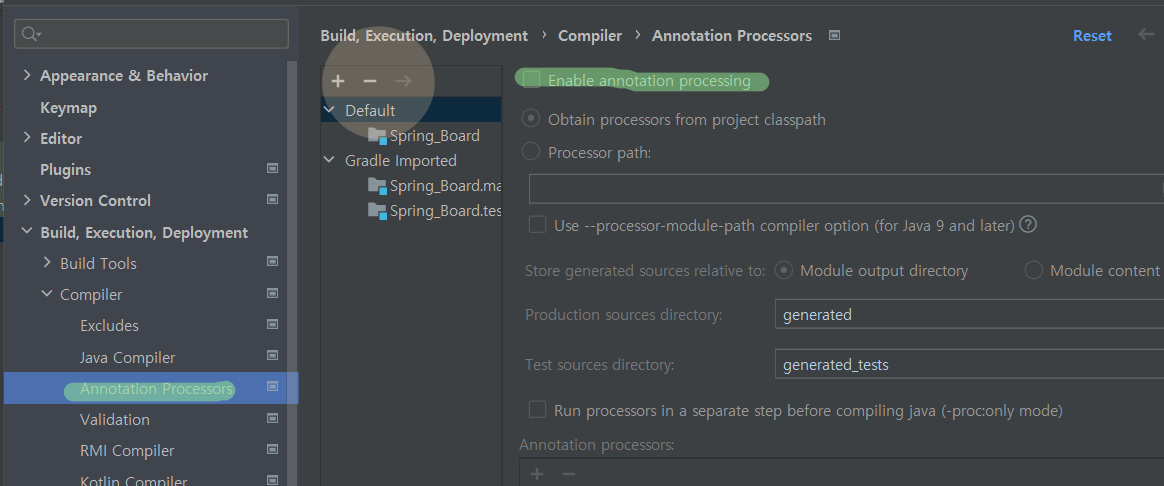 Build, Execution, Deployment › Compiler › Annotation Processors
Reset
Appearance & Behavior
Keymap
Editor
Plugins
Version Control
Build, Execution, Deployment
Build Tools
Compiler
Excludes
Java Compiler
Annotation Processors
Validation
RMI Compiler
Kotlin Compiler
Default
Spring_Board
Gradle Imported
Spring_Board.ma
Spring_Board.tes
Enable annotation processing
Obtain processors from project classpath
Processor path:
Use --processor-module-path compiler option (for Java 9 and later)
Store generated sources relative to: Module output directory Module content
Production sources directory: generated
Test sources directory: generated_tests
Run processors in a separate step before compiling java (-proc:only mode)
Annotation processors: